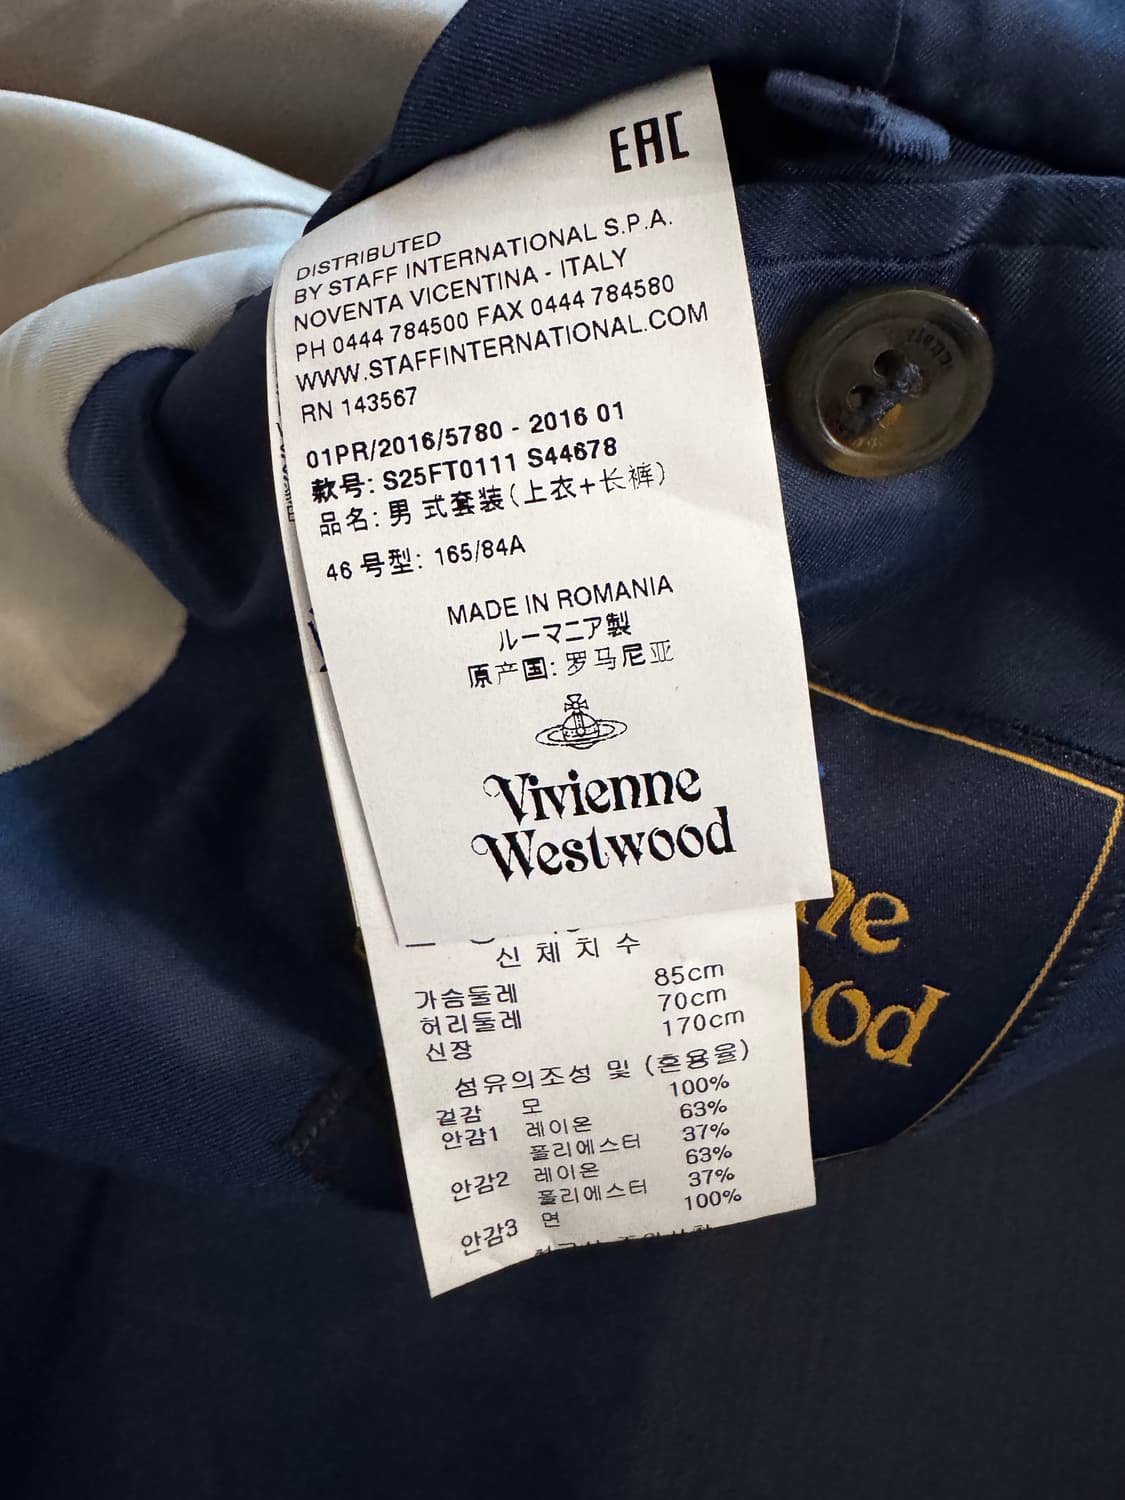 EAC
DISTRIBUTED
BY STAFF INTERNATIONAL S.P.A.
NOVENTA VICENTINA - ITALY
PH 0444 784500 FAX 0444 784580
WWW.STAFFINTERNATIONAL.COM
RN 143567
01PR/2016/5780 - 2016 01
款号: S25FT0111 S44678
品名: 男 式套装(上衣+长裤)
46 号型: 165/84A
MADE IN ROMANIA
ルーマニア製
原产国: 罗马尼亚
Vivienne
Westwood
신 체 치 수
가슴둘레 85cm
허리둘레 70cm
신장 170cm
섬유의조성 및 (혼용율)
겉감 모 100%
안감1 레이온 63%
폴리에스터 37%
안감2 레이온 63%
폴리에스터 37%
안감3 면 100%